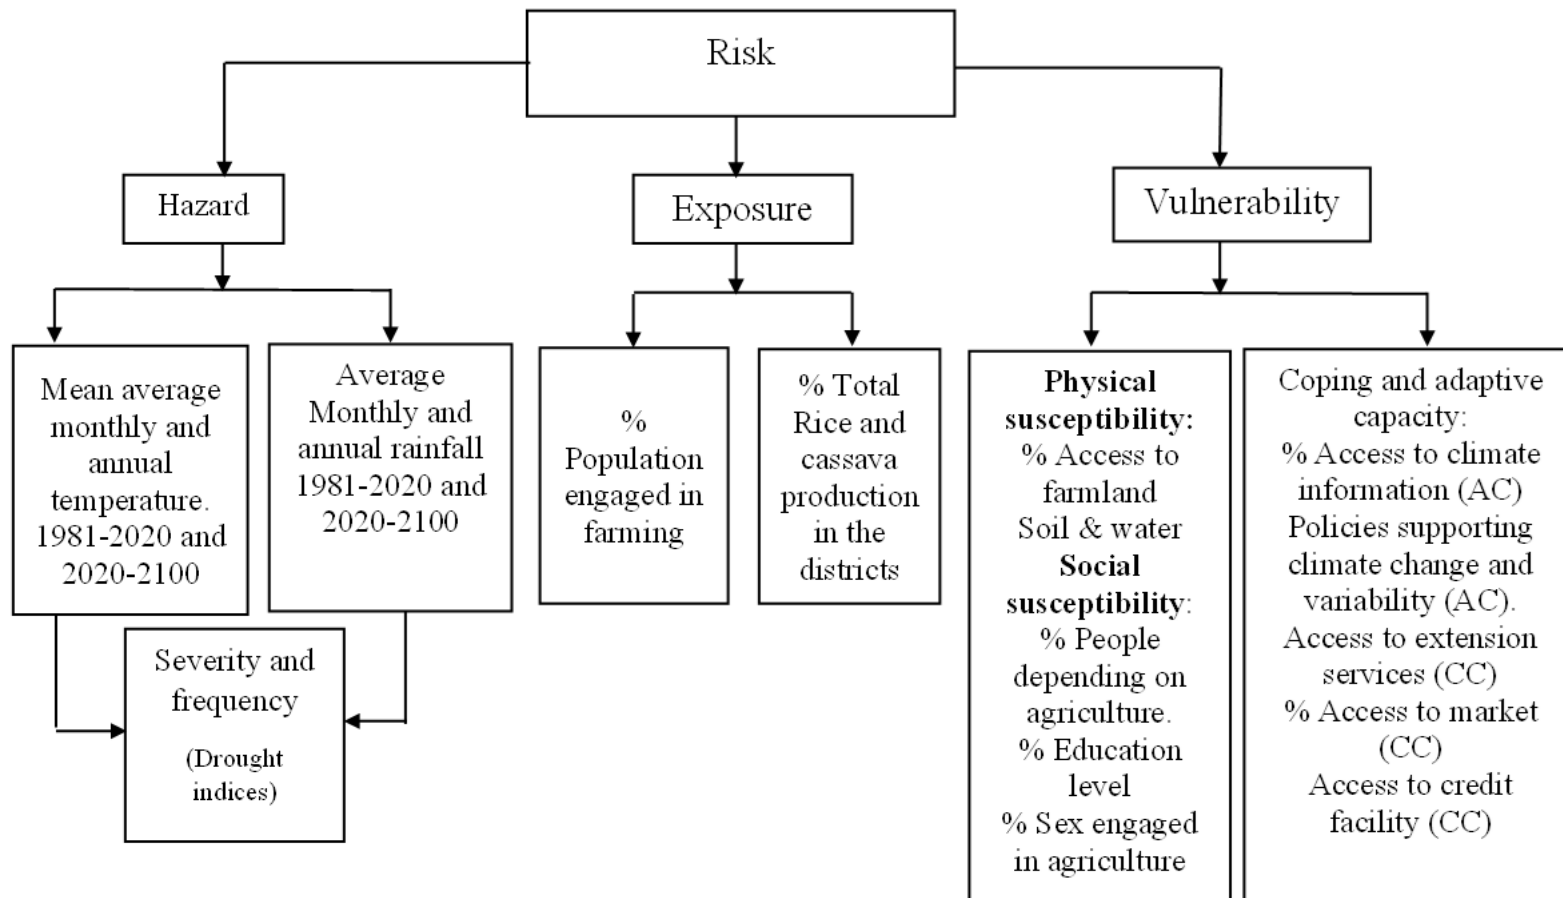 Risk
Hazard
Exposure
Vulnerability
Mean average
monthly and
annual
temperature.
1981-2020 and
2020-2100
Average
Monthly and
annual rainfall
1981-2020 and
2020-2100
Severity and
frequency
(Drought
indices)
%
Population
engaged in
farming
% Total
Rice and
cassava
production
in the
districts
Physical
susceptibility:
% Access to
farmland
Soil & water
Social
susceptibility:
% People
depending on
agriculture.
% Education
level
% Sex engaged
in agriculture
Coping and adaptive
capacity:
% Access to climate
information (AC)
Policies supporting
climate change and
variability (AC).
Access to extension
services (CC)
% Access to market
(CC)
Access to credit
facility (CC)